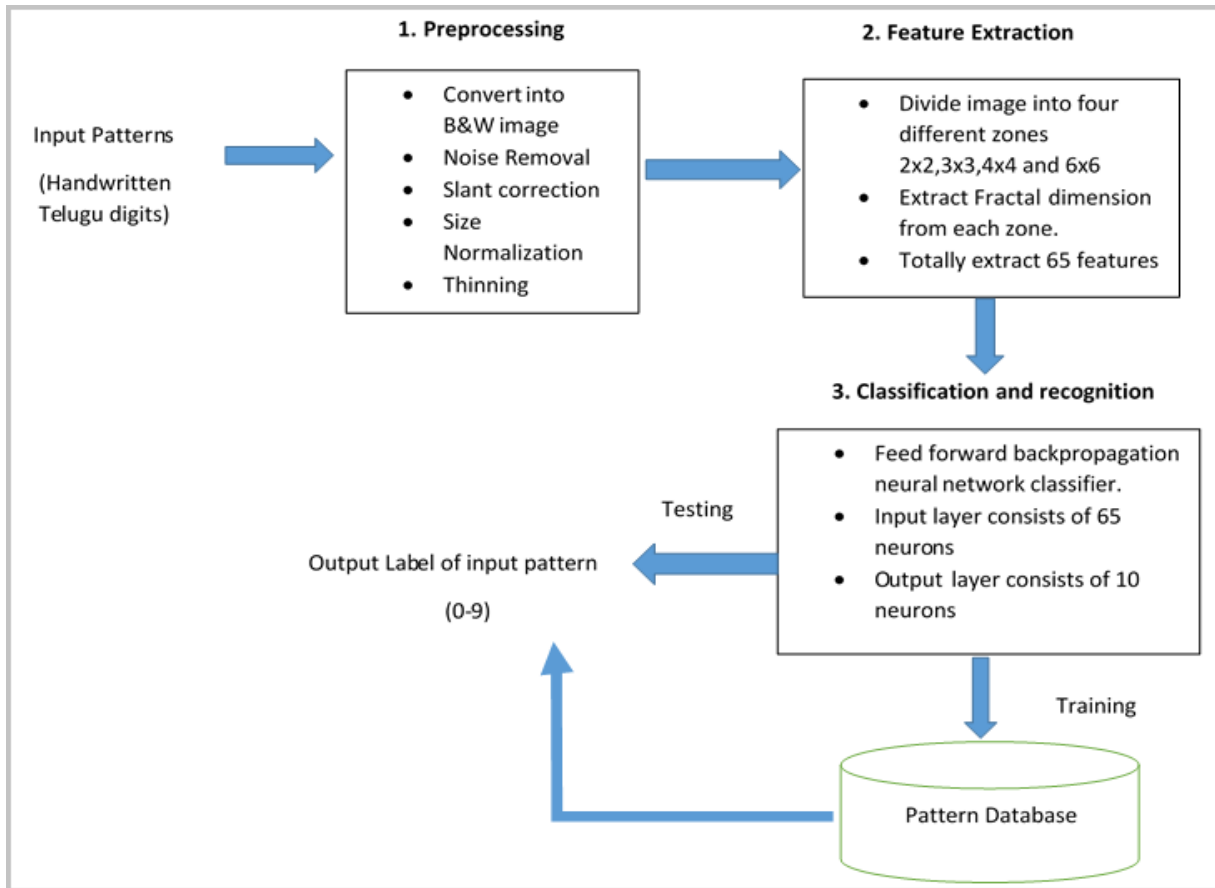 1. Preprocessing
2. Feature Extraction
Input Patterns
(Handwritten
Telugu digits)
• Convert into
B&W image
• Noise Removal
• Slant correction
• Size
Normalization
• Thinning
• Divide image into four
different zones
2x2,3x3,4x4 and 6x6
• Extract Fractal dimension
from each zone.
• Totally extract 65 features
3. Classification and recognition
• Feed forward backpropagation
neural network classifier.
• Input layer consists of 65
neurons
• Output layer consists of 10
neurons
Testing
Output Label of input pattern
(0-9)
Training
Pattern Database